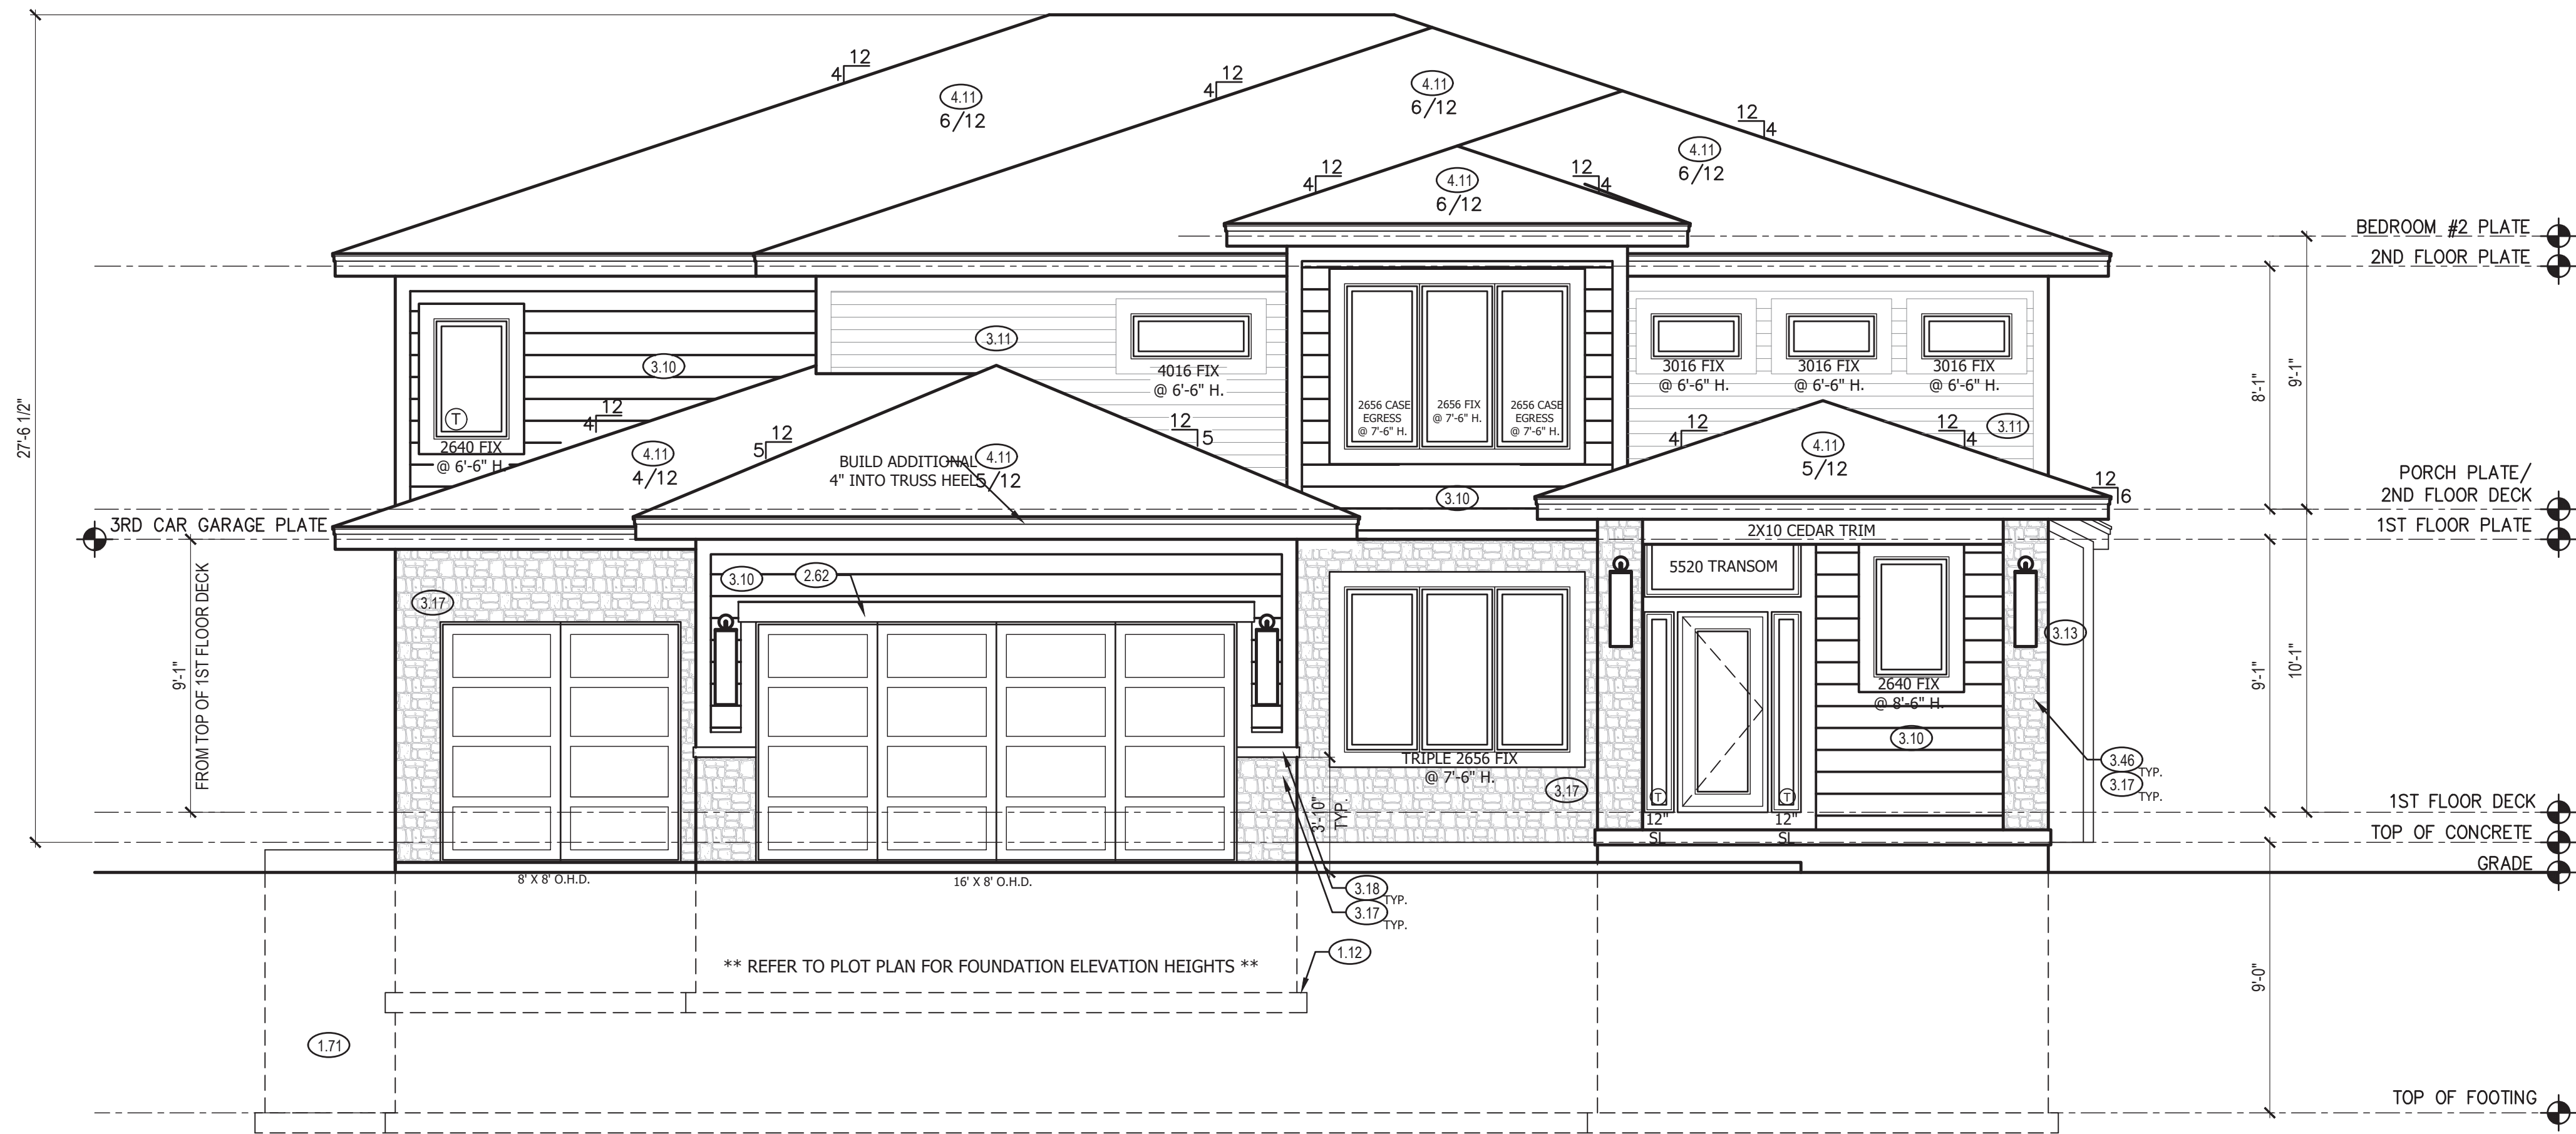 12
4
4.11
6/12
12
4
4.11
6/12
12
4
4.11
6/12
12
4
4.11
6/12
12
4
BEDROOM #2 PLATE
2ND FLOOR PLATE
27'-6 1/2"
3.10
T
2640 FIX
@ 6'-6" H.
3.11
4016 FIX
@ 6'-6" H.
2656 CASE
EGRESS
@ 7'-6" H.
2656 FIX
@ 7'-6" H.
2656 CASE
EGRESS
@ 7'-6" H.
3016 FIX
@ 6'-6" H.
3016 FIX
@ 6'-6" H.
3016 FIX
@ 6'-6" H.
8'-1"
9'-1"
12
4
4.11
4/12
12
5
BUILD ADDITIONAL
4" INTO TRUSS HEELS
4.11
5/12
12
5
3.10
12
4
4.11
5/12
12
4
3.11
12
6
PORCH PLATE/
2ND FLOOR DECK
1ST FLOOR PLATE
3RD CAR GARAGE PLATE
2X10 CEDAR TRIM
9'-1"
FROM TOP OF 1ST FLOOR DECK
3.17
3.10
2.62
5520 TRANSOM
3.13
2640 FIX
@ 8'-6" H.
3.10
TRIPLE 2656 FIX
@ 7'-6" H.
3.17
3.46
TYP.
3.17
TYP.
9'-1"
10'-1"
T
T
12"
SL
12"
SL
3'-10"
TYP.
1ST FLOOR DECK
TOP OF CONCRETE
GRADE
8' X 8' O.H.D.
16' X 8' O.H.D.
3.18
TYP.
3.17
TYP.
1.12
** REFER TO PLOT PLAN FOR FOUNDATION ELEVATION HEIGHTS **
9'-0"
1.71
TOP OF FOOTING